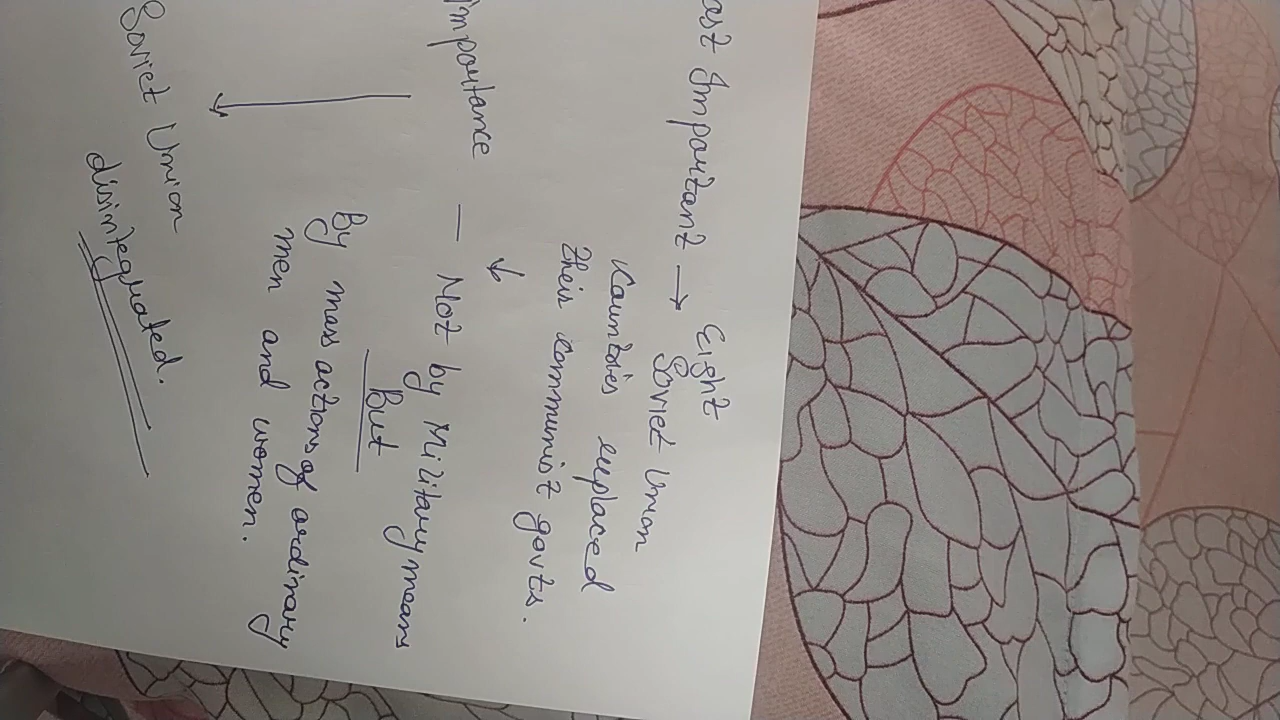 Important → Eight
Soviet Union
Countries replaced
their communist govts.
↓
importance — Not by Military means
But
By mass actions of ordinary
men and women.
↓
Soviet Union
disintegrated.